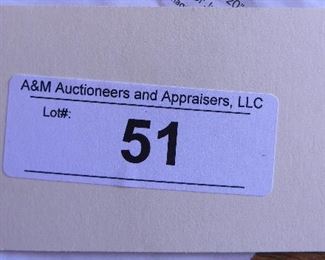 A&M Auctioneers and Appraisers, LLC
Lot#:
51